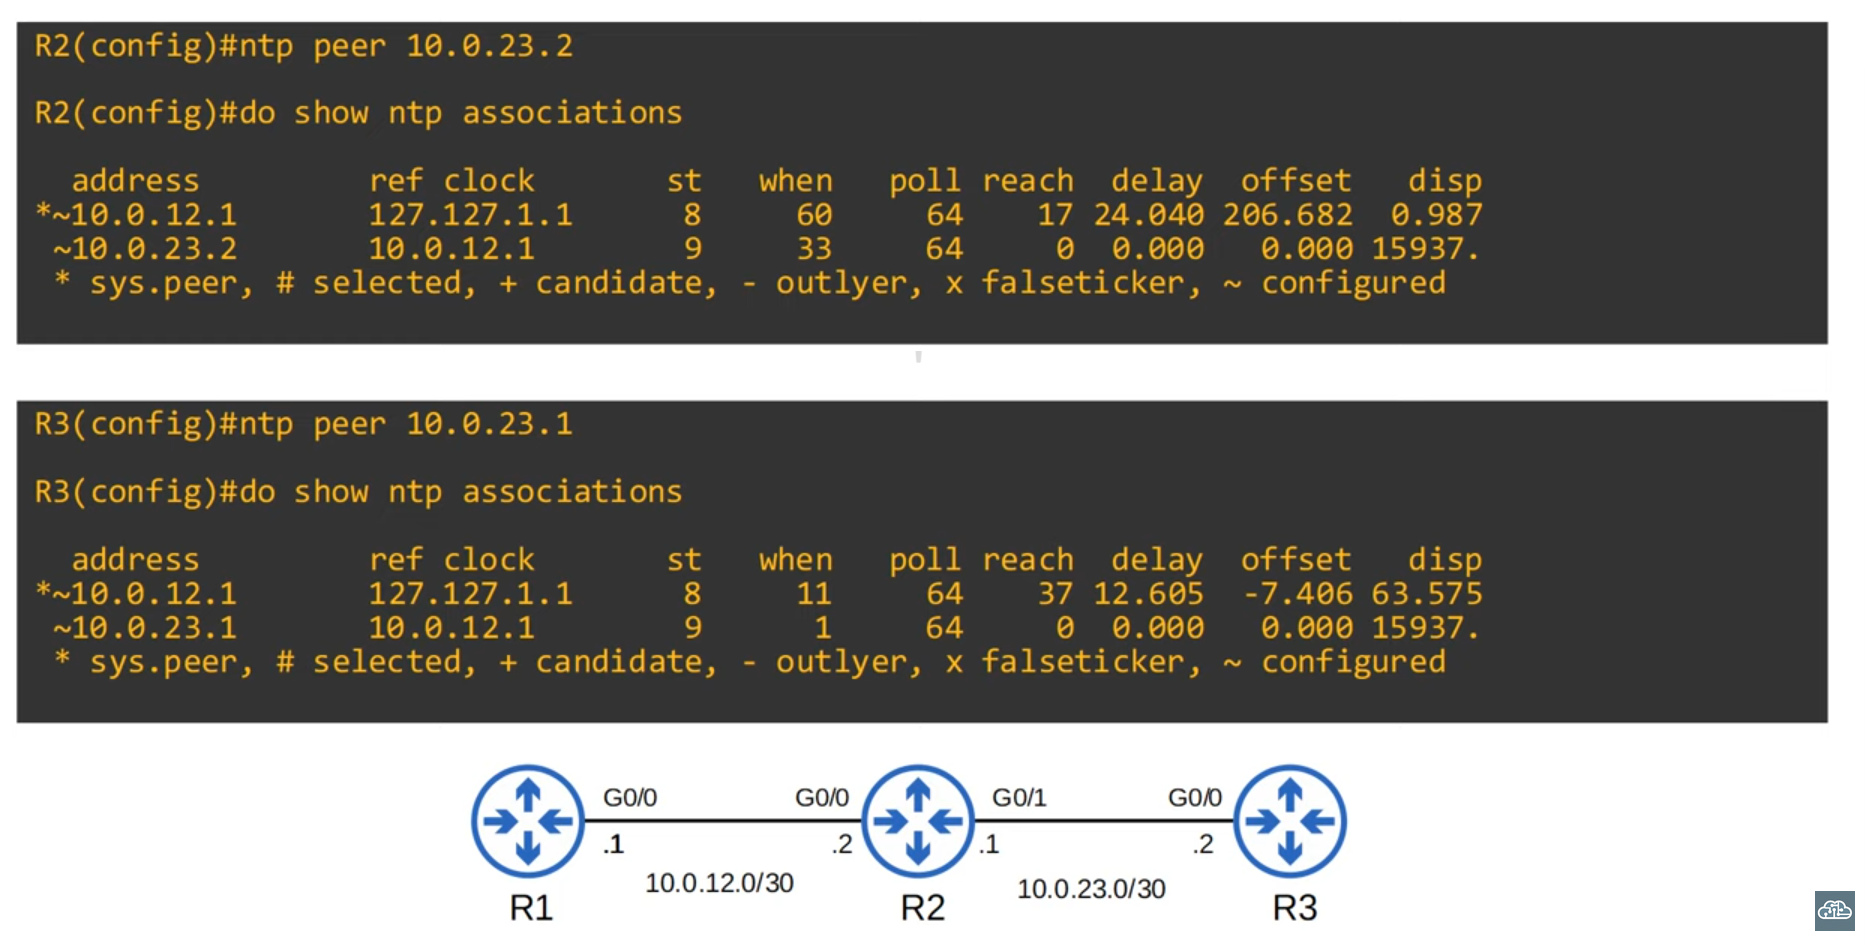 R2(config)#ntp peer 10.0.23.2
R2(config)#do show ntp associations
address ref clock st when poll reach delay offset disp
*~10.0.12.1 127.127.1.1 8 60 64 17 24.040 206.682 0.987
~10.0.23.2 10.0.12.1 9 33 64 0 0.000 0.000 15937.
* sys.peer, # selected, + candidate, - outlyer, x falseticker, ~ configured
R3(config)#ntp peer 10.0.23.1
R3(config)#do show ntp associations
address ref clock st when poll reach delay offset disp
*~10.0.12.1 127.127.1.1 8 11 64 37 12.605 -7.406 63.575
~10.0.23.1 10.0.12.1 9 1 64 0 0.000 0.000 15937.
* sys.peer, # selected, + candidate, - outlyer, x falseticker, ~ configured
G0/0 G0/0 G0/1 G0/0
.1 .2 .1 .2
10.0.12.0/30 10.0.23.0/30
R1 R2 R3